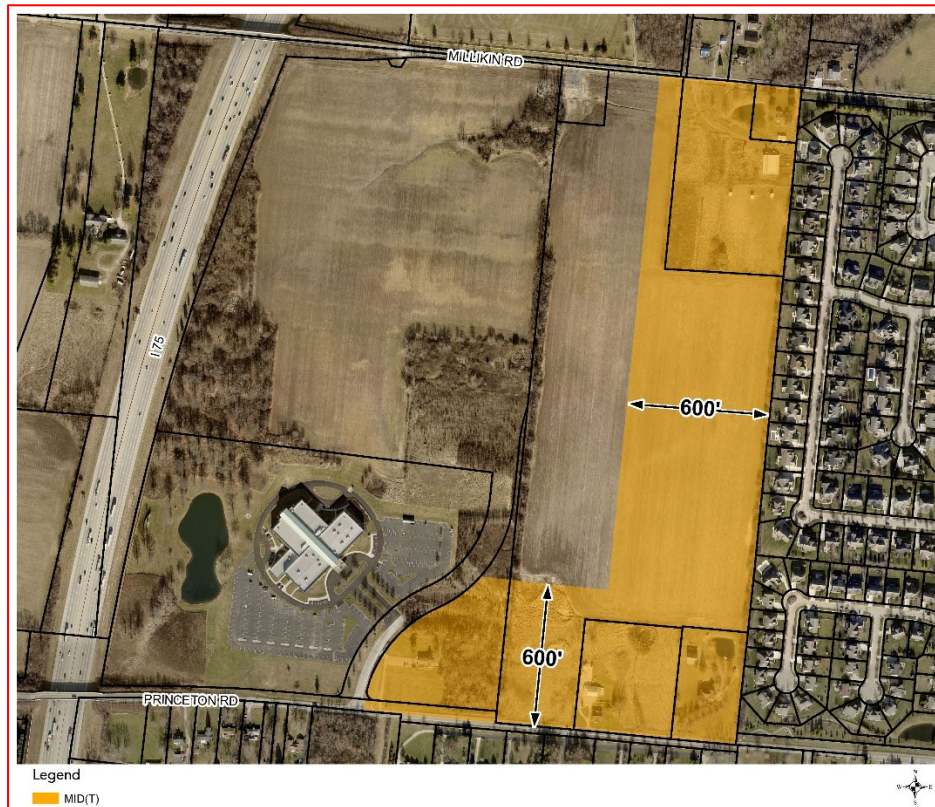 MILLIKIN RD
I 75
600'
600'
PRINCETON RD
Legend
MID(T)
N
W
E
S